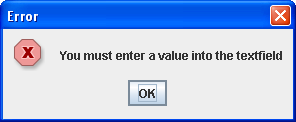 Error
You must enter a value into the textfield
OK